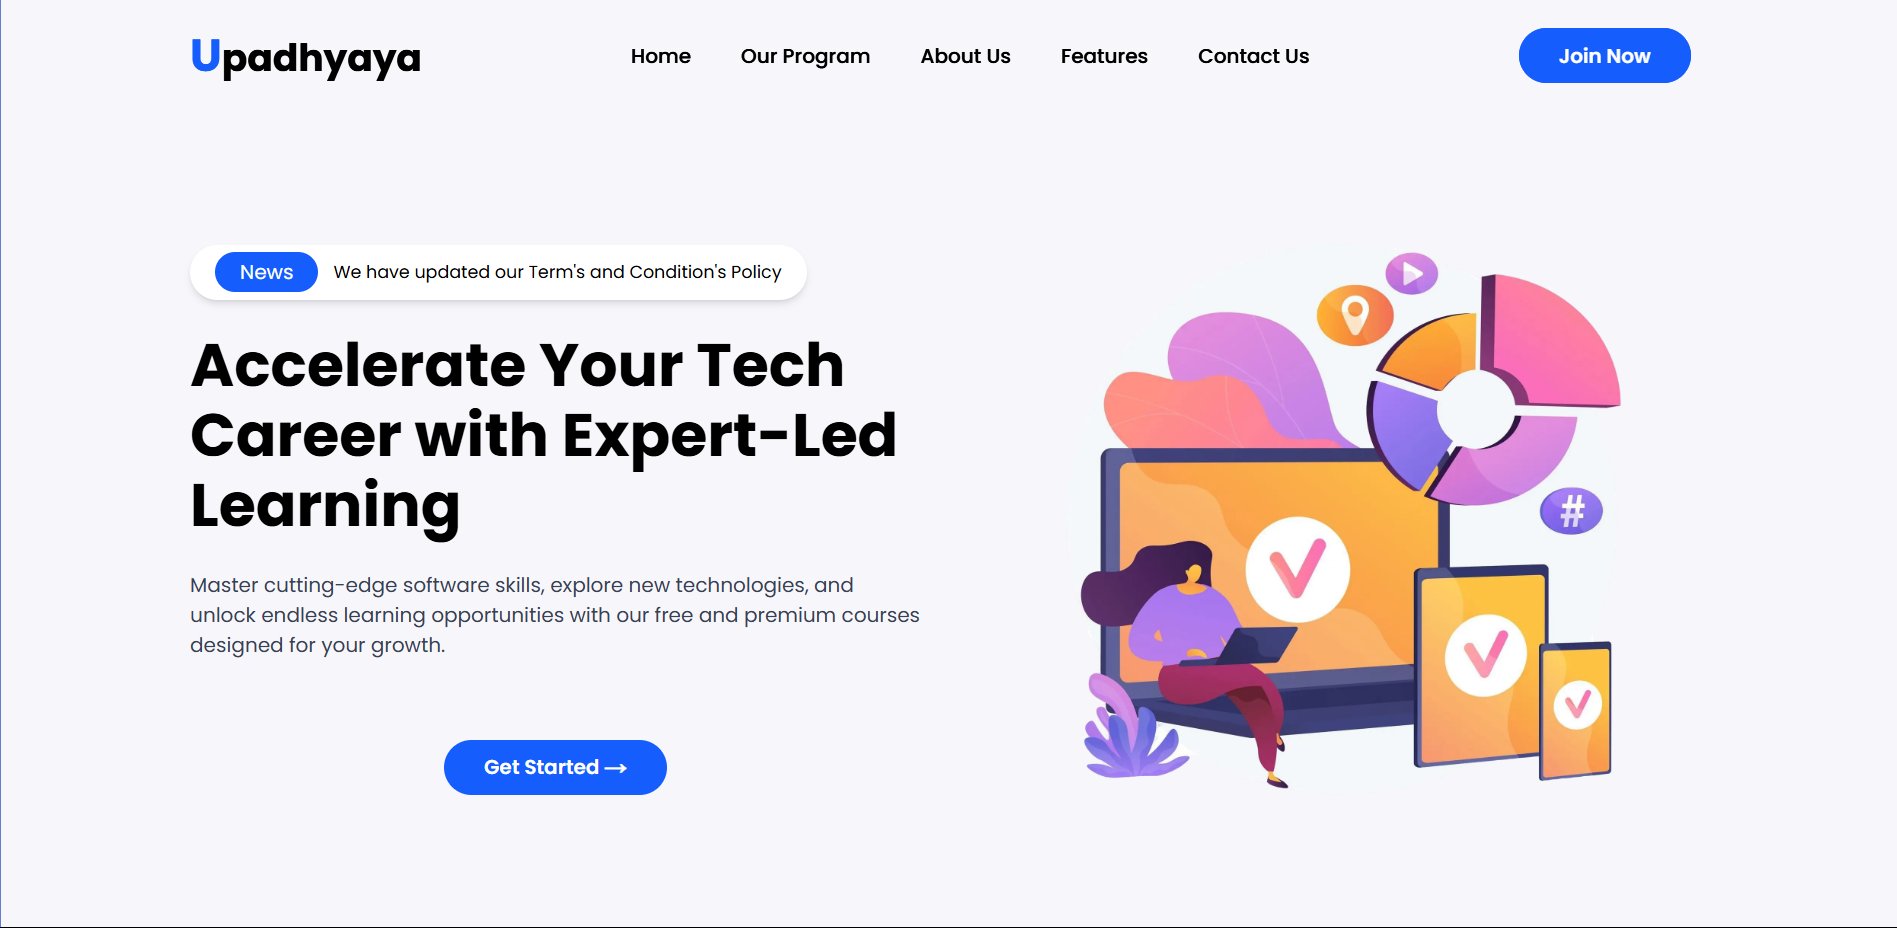 Upadhyaya
Home Our Program About Us Features Contact Us
Join Now
News We have updated our Term's and Condition's Policy
Accelerate Your Tech
Career with Expert-Led
Learning
Master cutting-edge software skills, explore new technologies, and
unlock endless learning opportunities with our free and premium courses
designed for your growth.
Get Started →
#